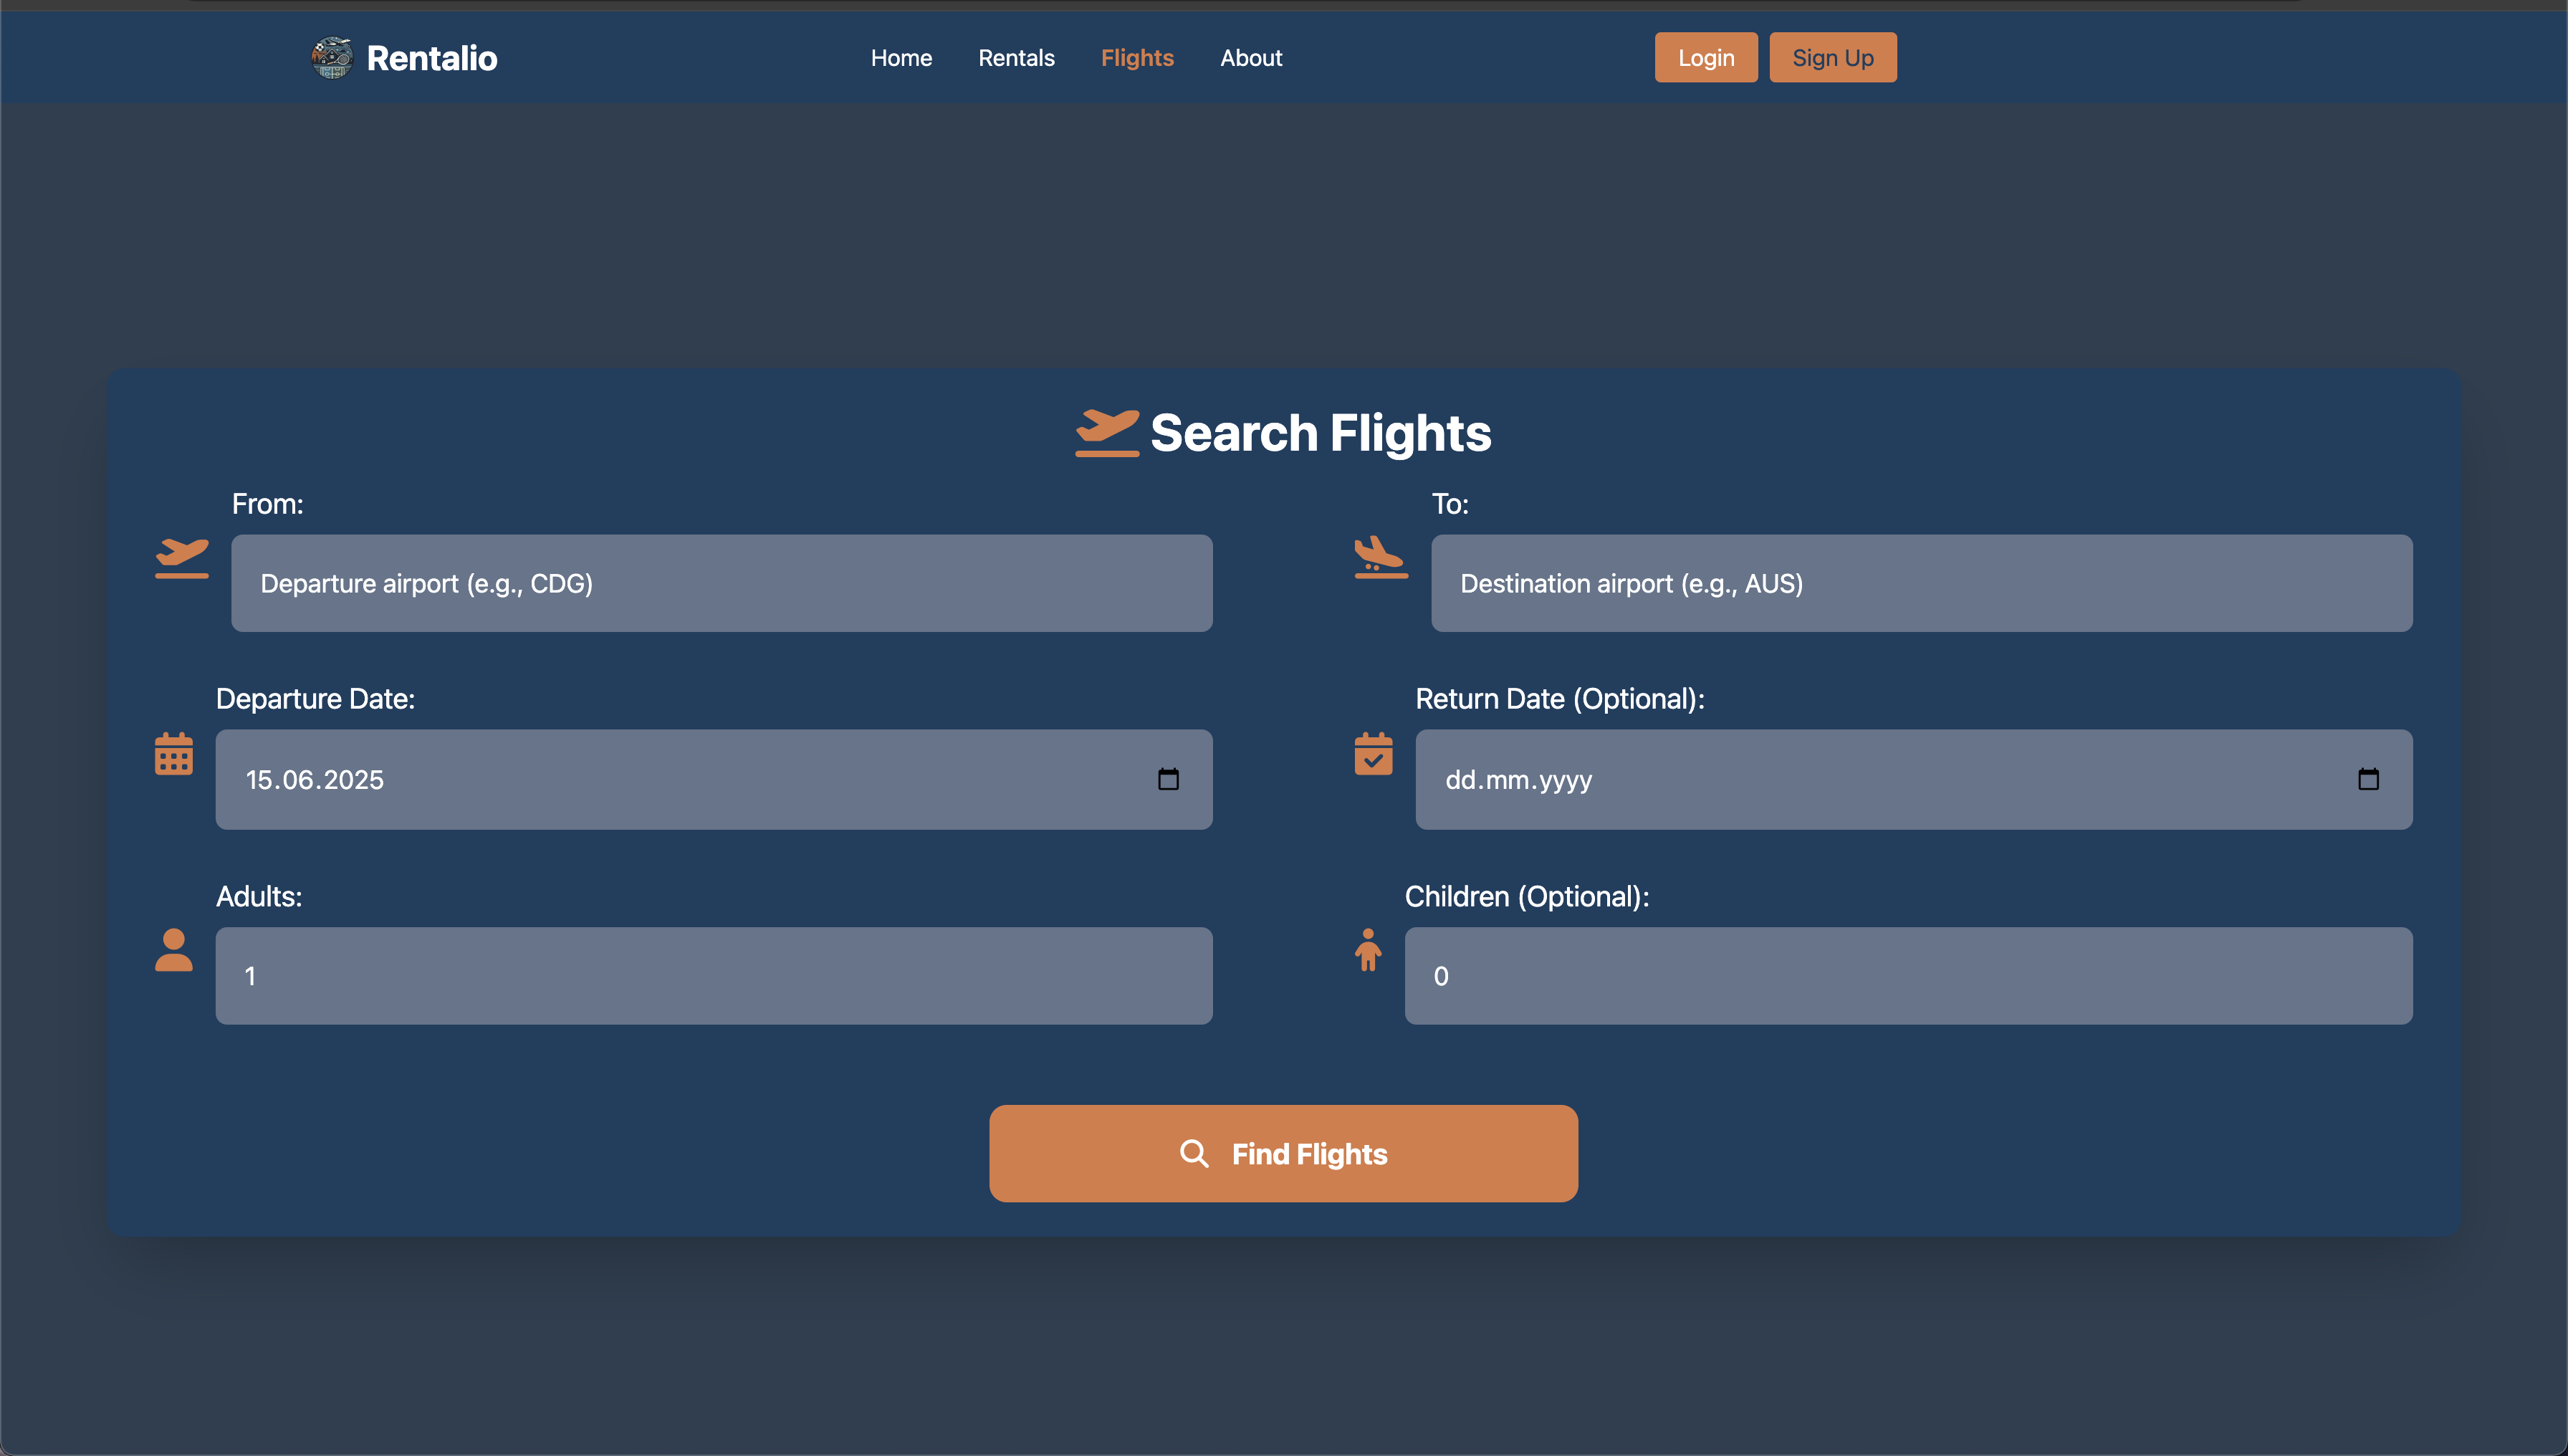 Rentalio
Home Rentals Flights About
Login Sign Up
Search Flights
From: To:
Departure airport (e.g., CDG) Destination airport (e.g., AUS)
Departure Date: Return Date (Optional):
15.06.2025 dd.mm.yyyy
Adults: Children (Optional):
1 0
Find Flights